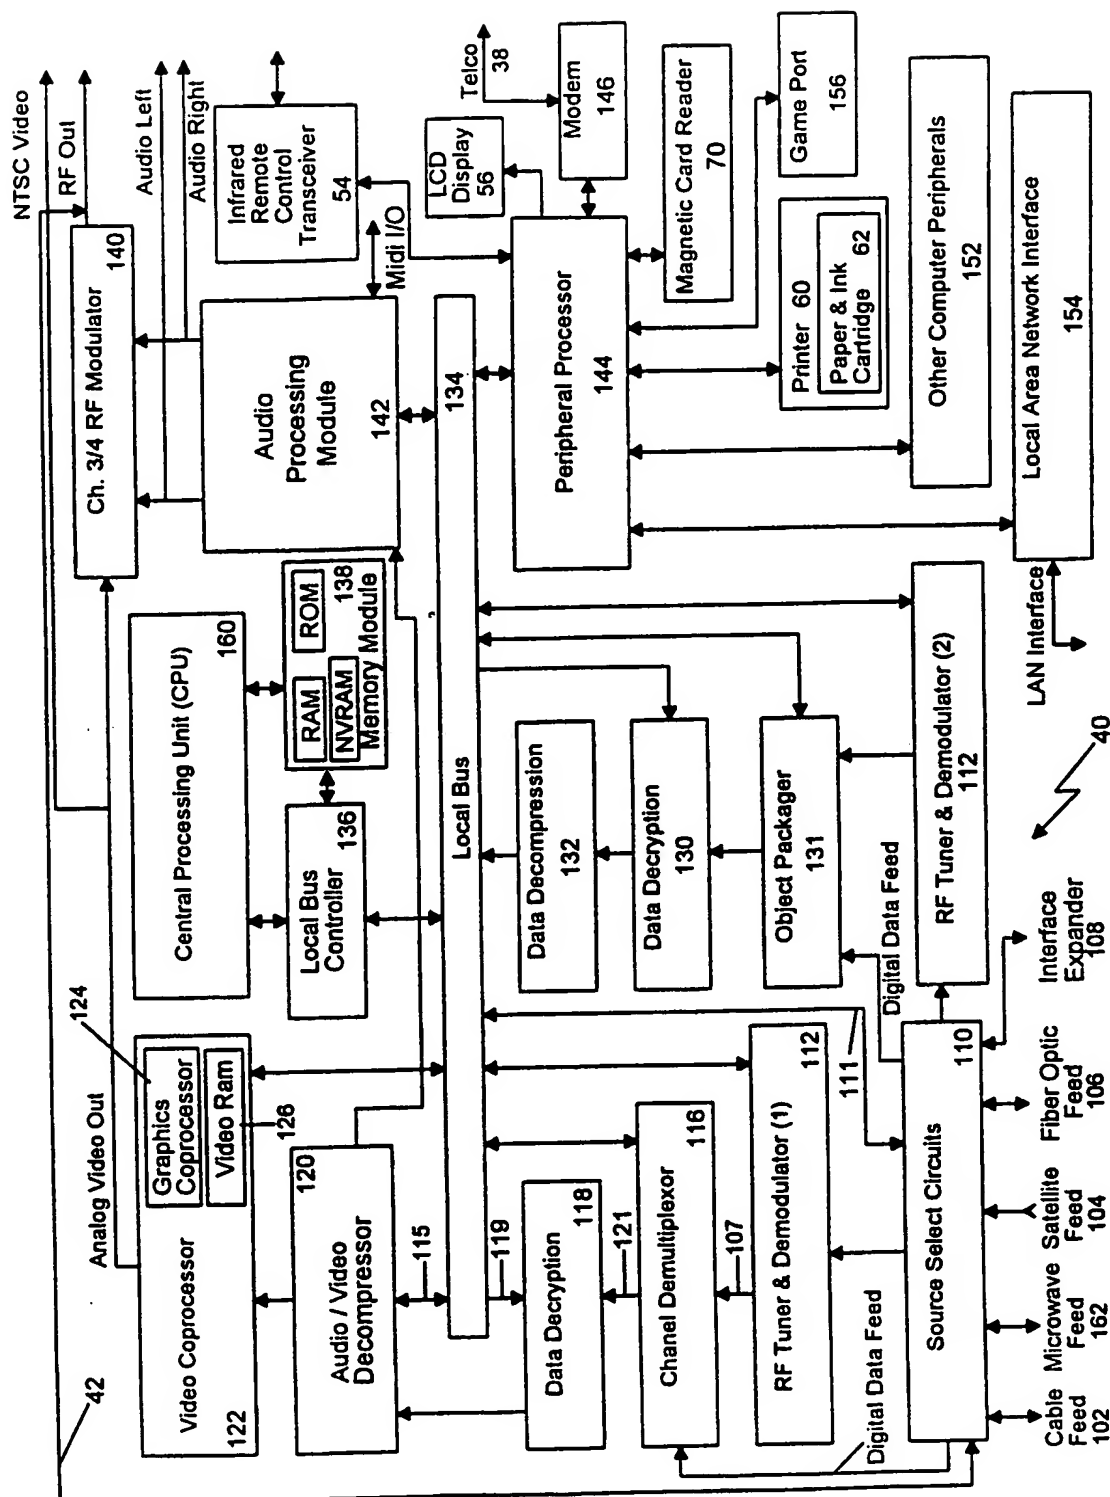 42
Analog Video Out
NTSC Video
RF Out
Audio Left
Audio Right
Video Coprocessor
122
Graphics
Coprocessor
124
Video Ram
126
Central Processing Unit (CPU)
160
Ch. 3/4 RF Modulator
140
Audio / Video
Decompressor
120
Local Bus
Controller
136
RAM
NVRAM
ROM
138
Memory Module
Audio
Processing
Module
142
Infrared
Remote
Control
Transceiver
54
Midi I/O
115
119
Local Bus
134
LCD
Display
56
Telco
38
Modem
146
Data Decryption
118
121
Data Decompression
132
Peripheral Processor
144
Chanel Demultiplexor
116
107
Data Decryption
130
Magnetic Card Reader
70
RF Tuner & Demodulator (1)
112
Object Packager
131
Printer 60
Paper & Ink
Cartridge 62
Game Port
156
Digital Data Feed
111
Digital Data Feed
Source Select Circuits
110
RF Tuner & Demodulator (2)
112
Other Computer Peripherals
152
Local Area Network Interface
154
LAN Interface
Cable
Feed
102
Microwave
Feed
162
Satellite
Feed
104
Fiber Optic
Feed
106
Interface
Expander
108
40